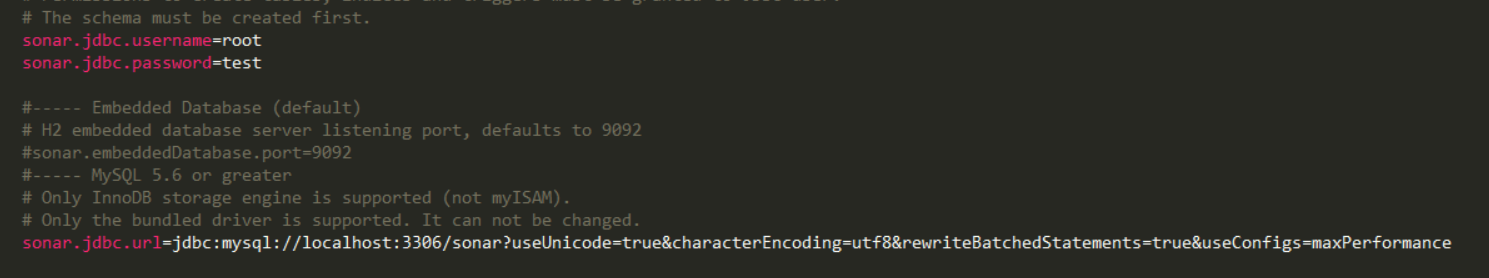 # The schema must be created first.
sonar.jdbc.username=root
sonar.jdbc.password=test
#----- Embedded Database (default)
# H2 embedded database server listening port, defaults to 9092
#sonar.embeddedDatabase.port=9092
#----- MySQL 5.6 or greater
# Only InnoDB storage engine is supported (not myISAM).
# Only the bundled driver is supported. It can not be changed.
sonar.jdbc.url=jdbc:mysql://localhost:3306/sonar?useUnicode=true&characterEncoding=utf8&rewriteBatchedStatements=true&useConfigs=maxPerformance